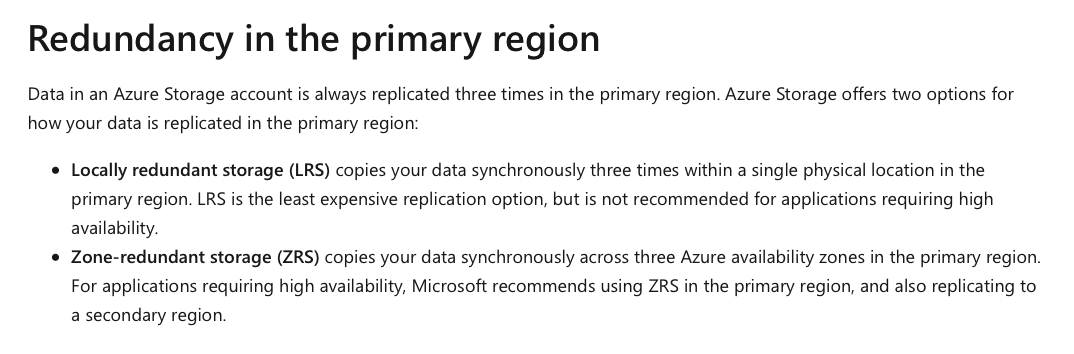 Redundancy in the primary region
Data in an Azure Storage account is always replicated three times in the primary region. Azure Storage offers two options for
how your data is replicated in the primary region:
• Locally redundant storage (LRS) copies your data synchronously three times within a single physical location in the
primary region. LRS is the least expensive replication option, but is not recommended for applications requiring high
availability.
• Zone-redundant storage (ZRS) copies your data synchronously across three Azure availability zones in the primary region.
For applications requiring high availability, Microsoft recommends using ZRS in the primary region, and also replicating to
a secondary region.